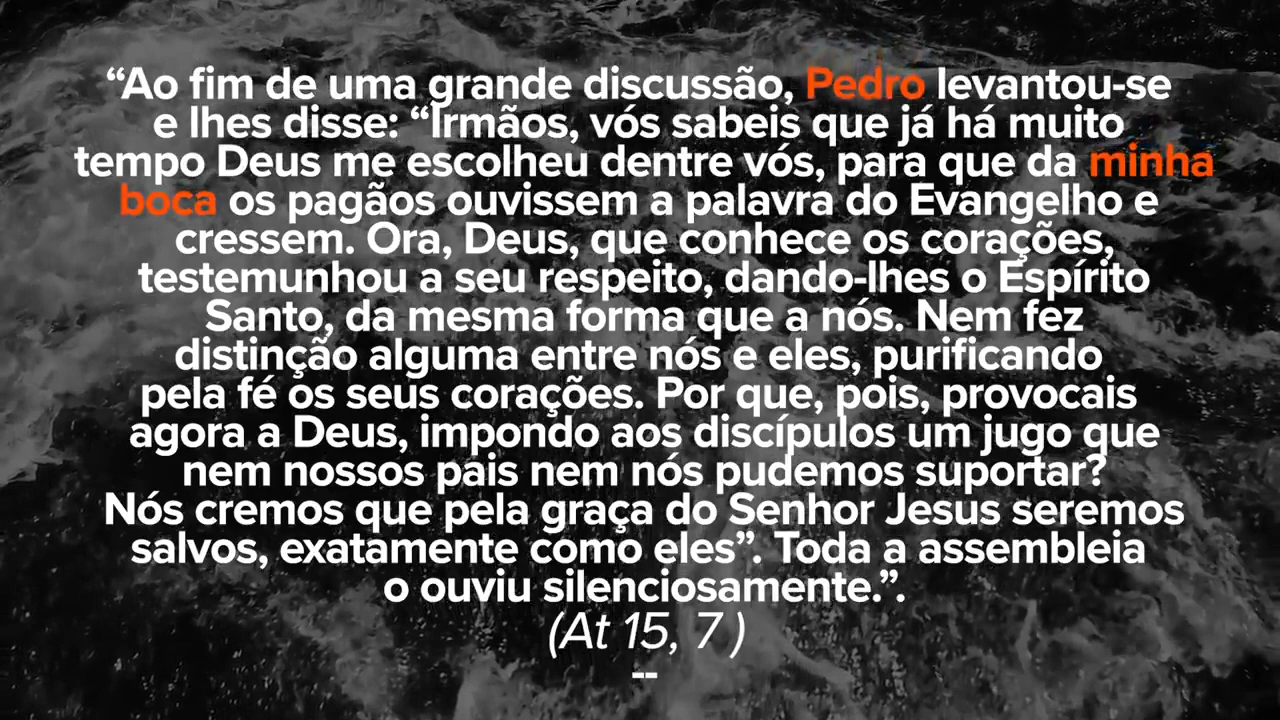 “Ao fim de uma grande discussão, Pedro levantou-se
e lhes disse: “Irmãos, vós sabeis que já há muito
tempo Deus me escolheu dentre vós, para que da minha
boca os pagãos ouvissem a palavra do Evangelho e
cressem. Ora, Deus, que conhece os corações,
testemunhou a seu respeito, dando-lhes o Espírito
Santo, da mesma forma que a nós. Nem fez
distinção alguma entre nós e eles, purificando
pela fé os seus corações. Por que, pois, provocais
agora a Deus, impondo aos discípulos um jugo que
nem nossos pais nem nós pudemos suportar?
Nós cremos que pela graça do Senhor Jesus seremos
salvos, exatamente como eles”. Toda a assembleia
o ouviu silenciosamente.”.
(At 15, 7 )
--